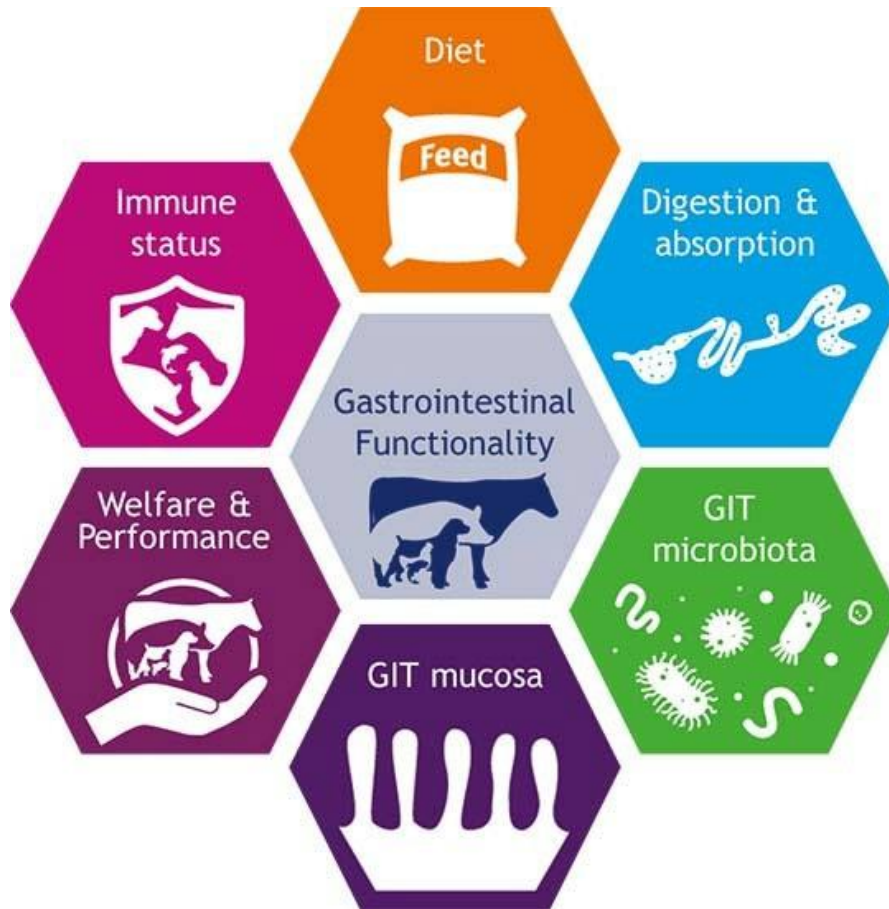 Diet
Feed
Immune
status
Digestion &
absorption
Gastrointestinal
Functionality
Welfare &
Performance
GIT
microbiota
GIT mucosa